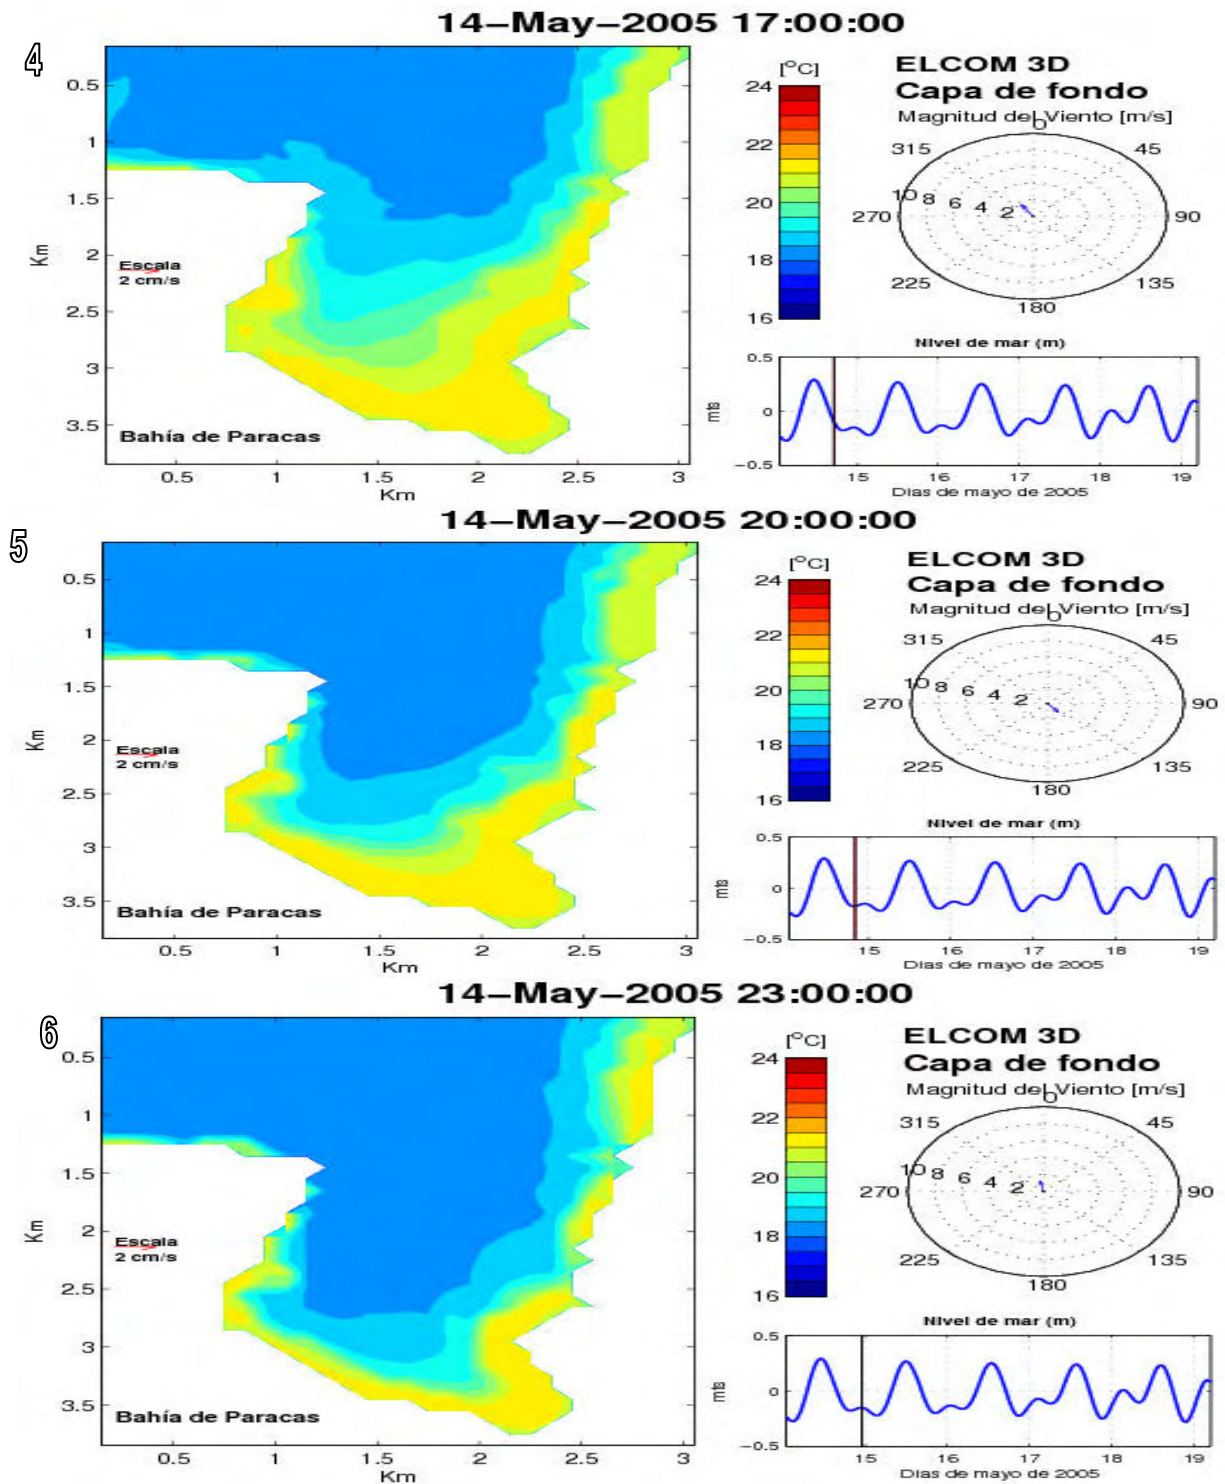 14-May-2005 17:00:00
4
0.5
1
1.5
2
2.5
3
3.5
Km
Escala
2 cm/s
Bahía de Paracas
0.5
1
1.5
2
2.5
3
Km
[°C]
24
22
20
18
16
ELCOM 3D
Capa de fondo
Magnitud del Viento [m/s]
0
315
45
10 8 6 4 2
270
90
225
135
180
Nivel de mar (m)
0.5
0
-0.5
mts
15
16
17
18
19
Dias de mayo de 2005
14-May-2005 20:00:00
5
0.5
1
1.5
2
2.5
3
3.5
Km
Escala
2 cm/s
Bahía de Paracas
0.5
1
1.5
2
2.5
3
Km
[°C]
24
22
20
18
16
ELCOM 3D
Capa de fondo
Magnitud del Viento [m/s]
0
315
45
10 8 6 4 2
270
90
225
135
180
Nivel de mar (m)
0.5
0
-0.5
mts
15
16
17
18
19
Dias de mayo de 2005
14-May-2005 23:00:00
6
0.5
1
1.5
2
2.5
3
3.5
Km
Escala
2 cm/s
Bahía de Paracas
0.5
1
1.5
2
2.5
3
Km
[°C]
24
22
20
18
16
ELCOM 3D
Capa de fondo
Magnitud del Viento [m/s]
0
315
45
10 8 6 4 2
270
90
225
135
180
Nivel de mar (m)
0.5
0
-0.5
mts
15
16
17
18
19
Dias de mayo de 2005